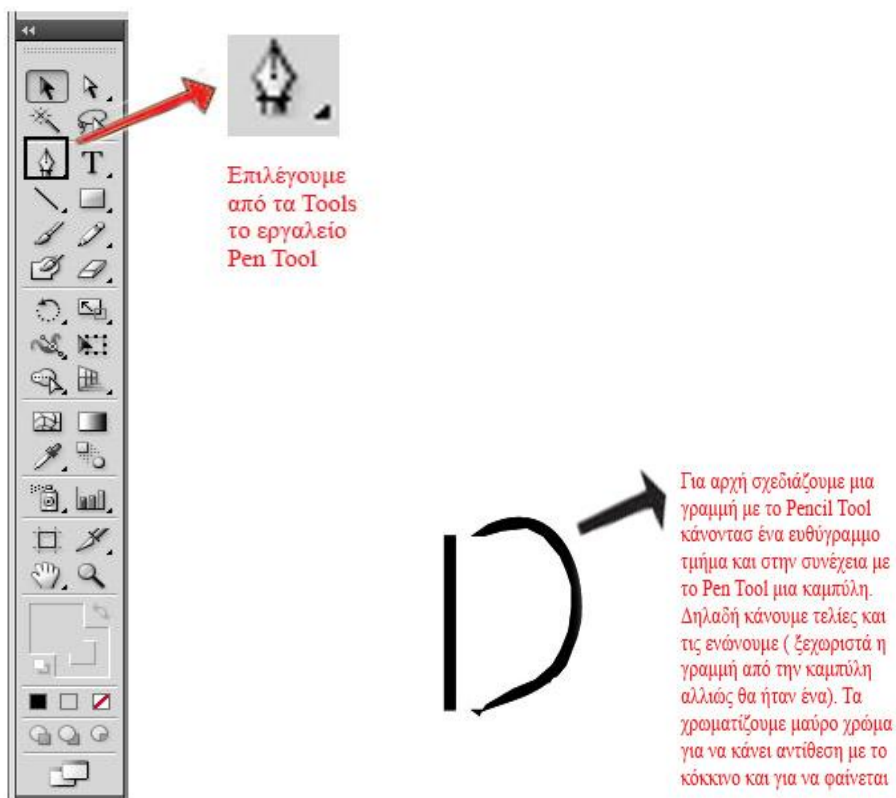 Επιλέγουμε
από τα Tools
το εργαλείο
Pen Tool
Για αρχή σχεδιάζουμε μια
γραμμή με το Pencil Tool
κάνοντασ ένα ευθύγραμμο
τμήμα και στην συνέχεια με
το Pen Tool μια καμπύλη.
Δηλαδή κάνουμε τελίες και
τις ενώνουμε ( ξεχωριστά η
γραμμή από την καμπύλη
αλλιώς θα ήταν ένα). Τα
χρωματίζουμε μαύρο χρώμα
για να κάνει αντίθεση με το
κόκκινο και για να φαίνεται